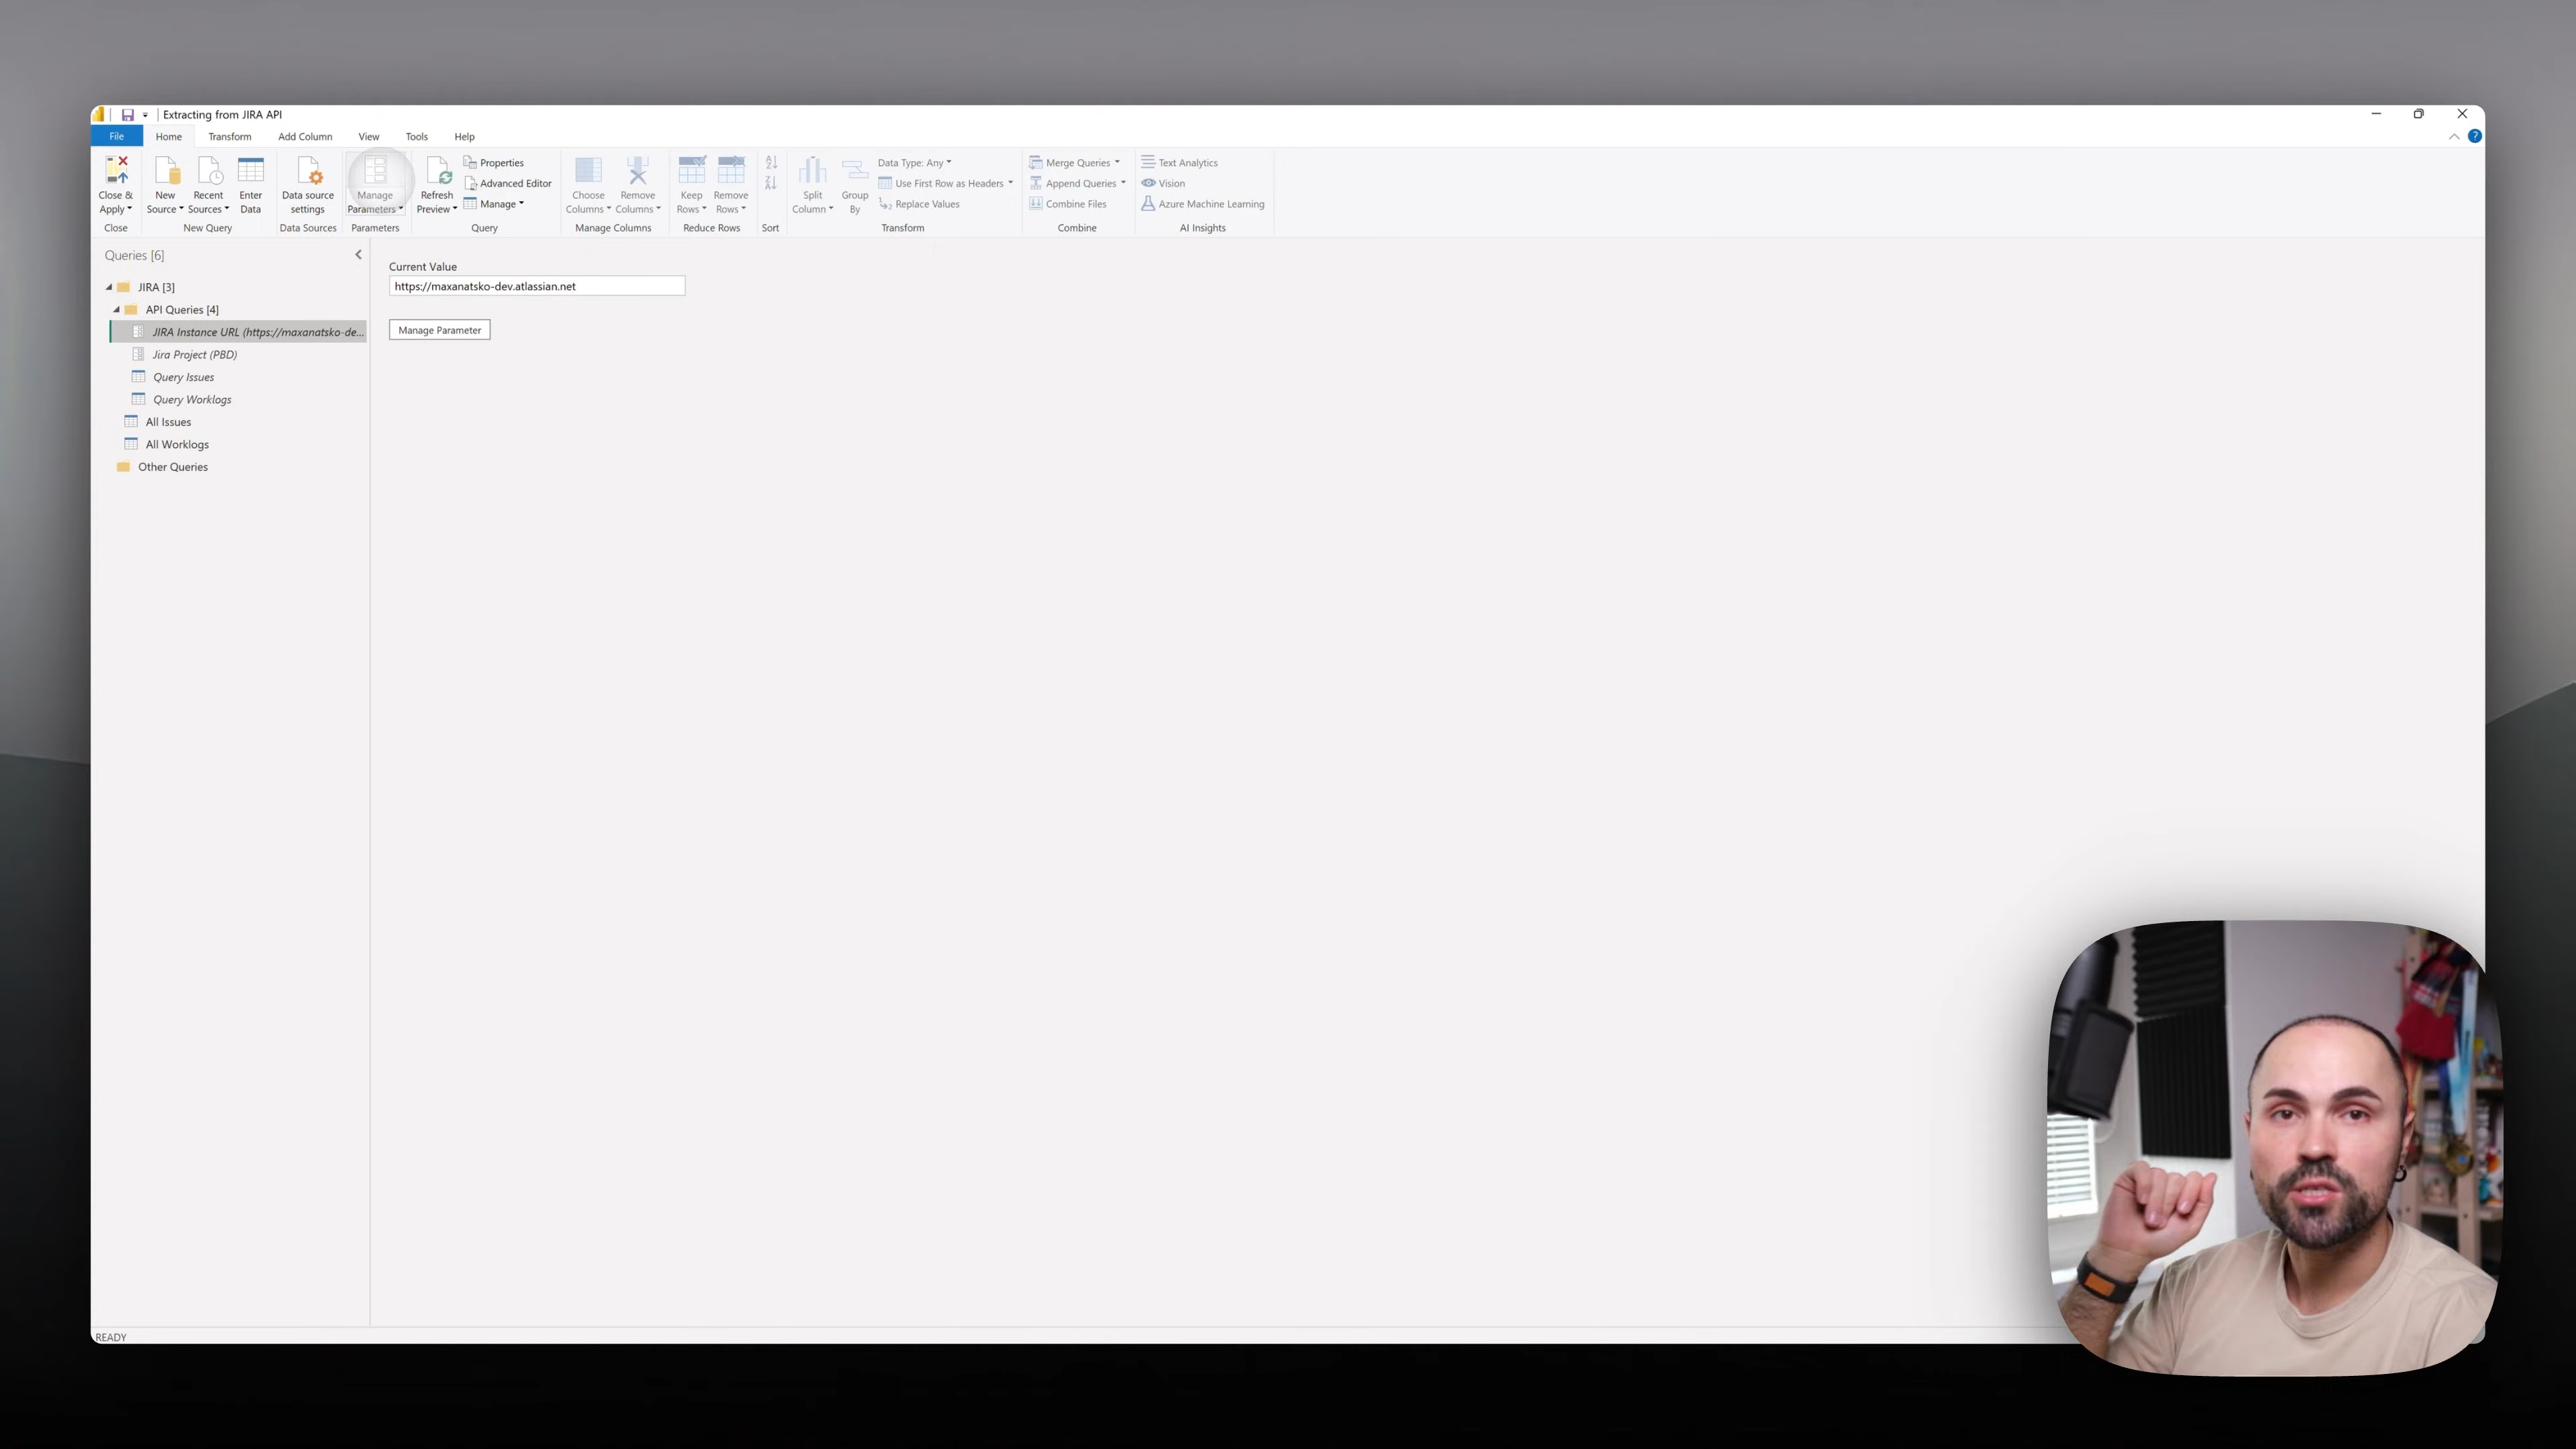 Extracting from JIRA API
File Home Transform Add Column View Tools Help
?
Close & Apply
New Source
Recent Sources
Enter Data
Data source settings
Manage Parameters
Refresh Preview
Properties
Advanced Editor
Manage
Choose Columns
Remove Columns
Keep Rows
Remove Rows
Split Column
Group By
Data Type: Any
Use First Row as Headers
Replace Values
Merge Queries
Append Queries
Combine Files
Text Analytics
Vision
Azure Machine Learning
Close New Query Data Sources Parameters Query Manage Columns Reduce Rows Sort Transform Combine AI Insights
Queries [6]
JIRA [3]
API Queries [4]
JIRA Instance URL (https://maxanatsko-de...
Jira Project (PBD)
Query Issues
Query Worklogs
All Issues
All Worklogs
Other Queries
Current Value
https://maxanatsko-dev.atlassian.net
Manage Parameter
READY